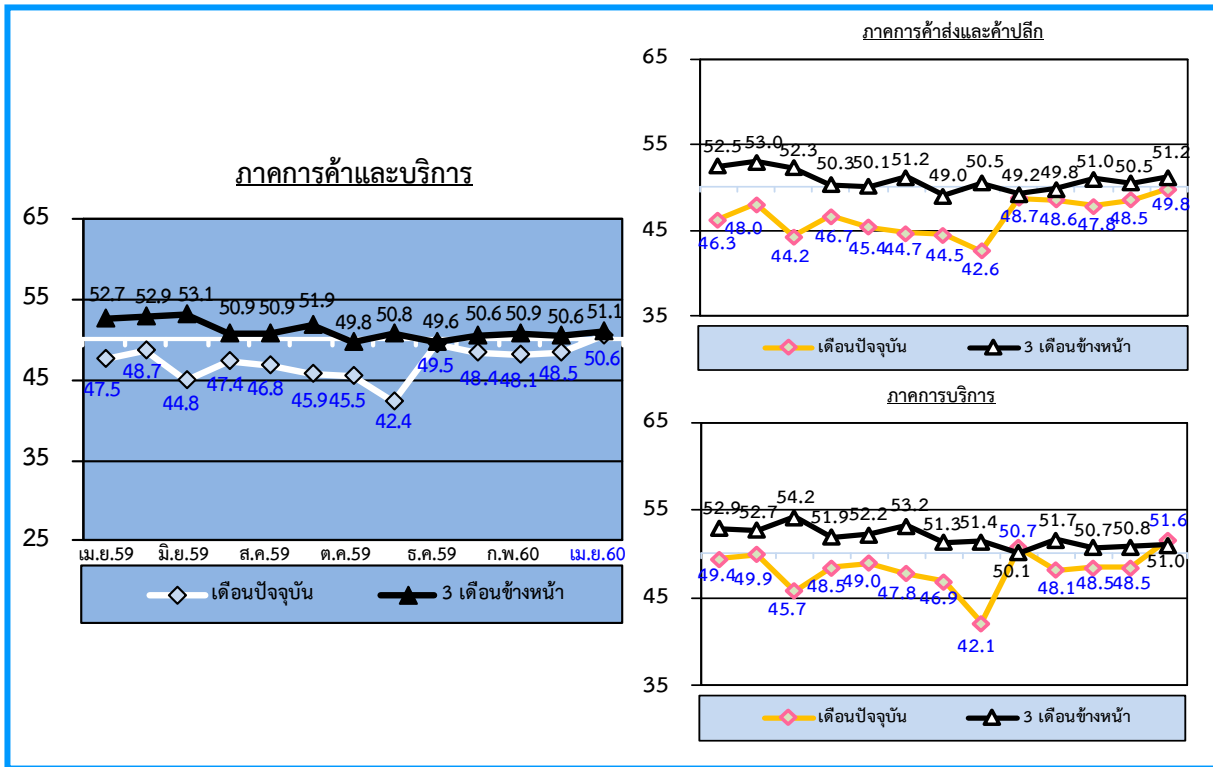 ภาคการค้าและบริการ
65
55
45
35
25
52.7 52.9 53.1 50.9 50.9 51.9 49.8 50.8 49.6 50.6 50.9 50.6 51.1
47.5 48.7 44.8 47.4 46.8 45.9 45.5 42.4 49.5 48.4 48.1 48.5 50.6
เม.ย.59 มิ.ย.59 ส.ค.59 ต.ค.59 ธ.ค.59 ก.พ.60 เม.ย.60
เดือนปัจจุบัน 3 เดือนข้างหน้า
ภาคการค้าส่งและค้าปลีก
65
55
45
35
52.5 53.0 52.3 50.3 50.1 51.2 49.0 50.5 49.2 49.8 51.0 50.5 51.2
46.3 48.0 44.2 46.7 45.4 44.7 44.5 42.6 48.7 48.6 47.8 48.5 49.8
เดือนปัจจุบัน 3 เดือนข้างหน้า
ภาคการบริการ
65
55
45
35
52.9 52.7 54.2 51.9 52.2 53.2 51.3 51.4 50.1 51.7 50.7 50.8 51.0
49.4 49.9 45.7 48.5 49.0 47.8 46.9 42.1 50.7 48.1 48.5 48.5 51.6
เดือนปัจจุบัน 3 เดือนข้างหน้า